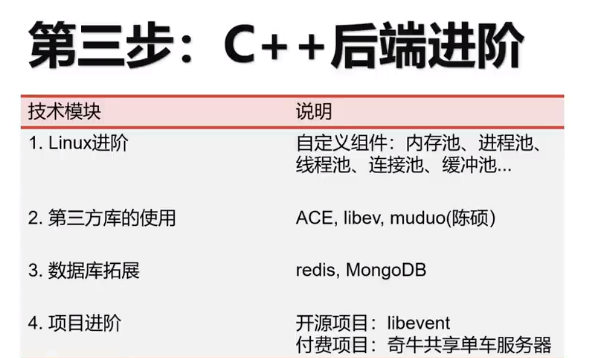 第三步：C++后端进阶
技术模块 说明
1. Linux进阶 自定义组件：内存池、进程池、
线程池、连接池、缓冲池...
2. 第三方库的使用 ACE, libev, muduo(陈硕)
3. 数据库拓展 redis, MongoDB
4. 项目进阶 开源项目：libevent
付费项目：奇牛共享单车服务器